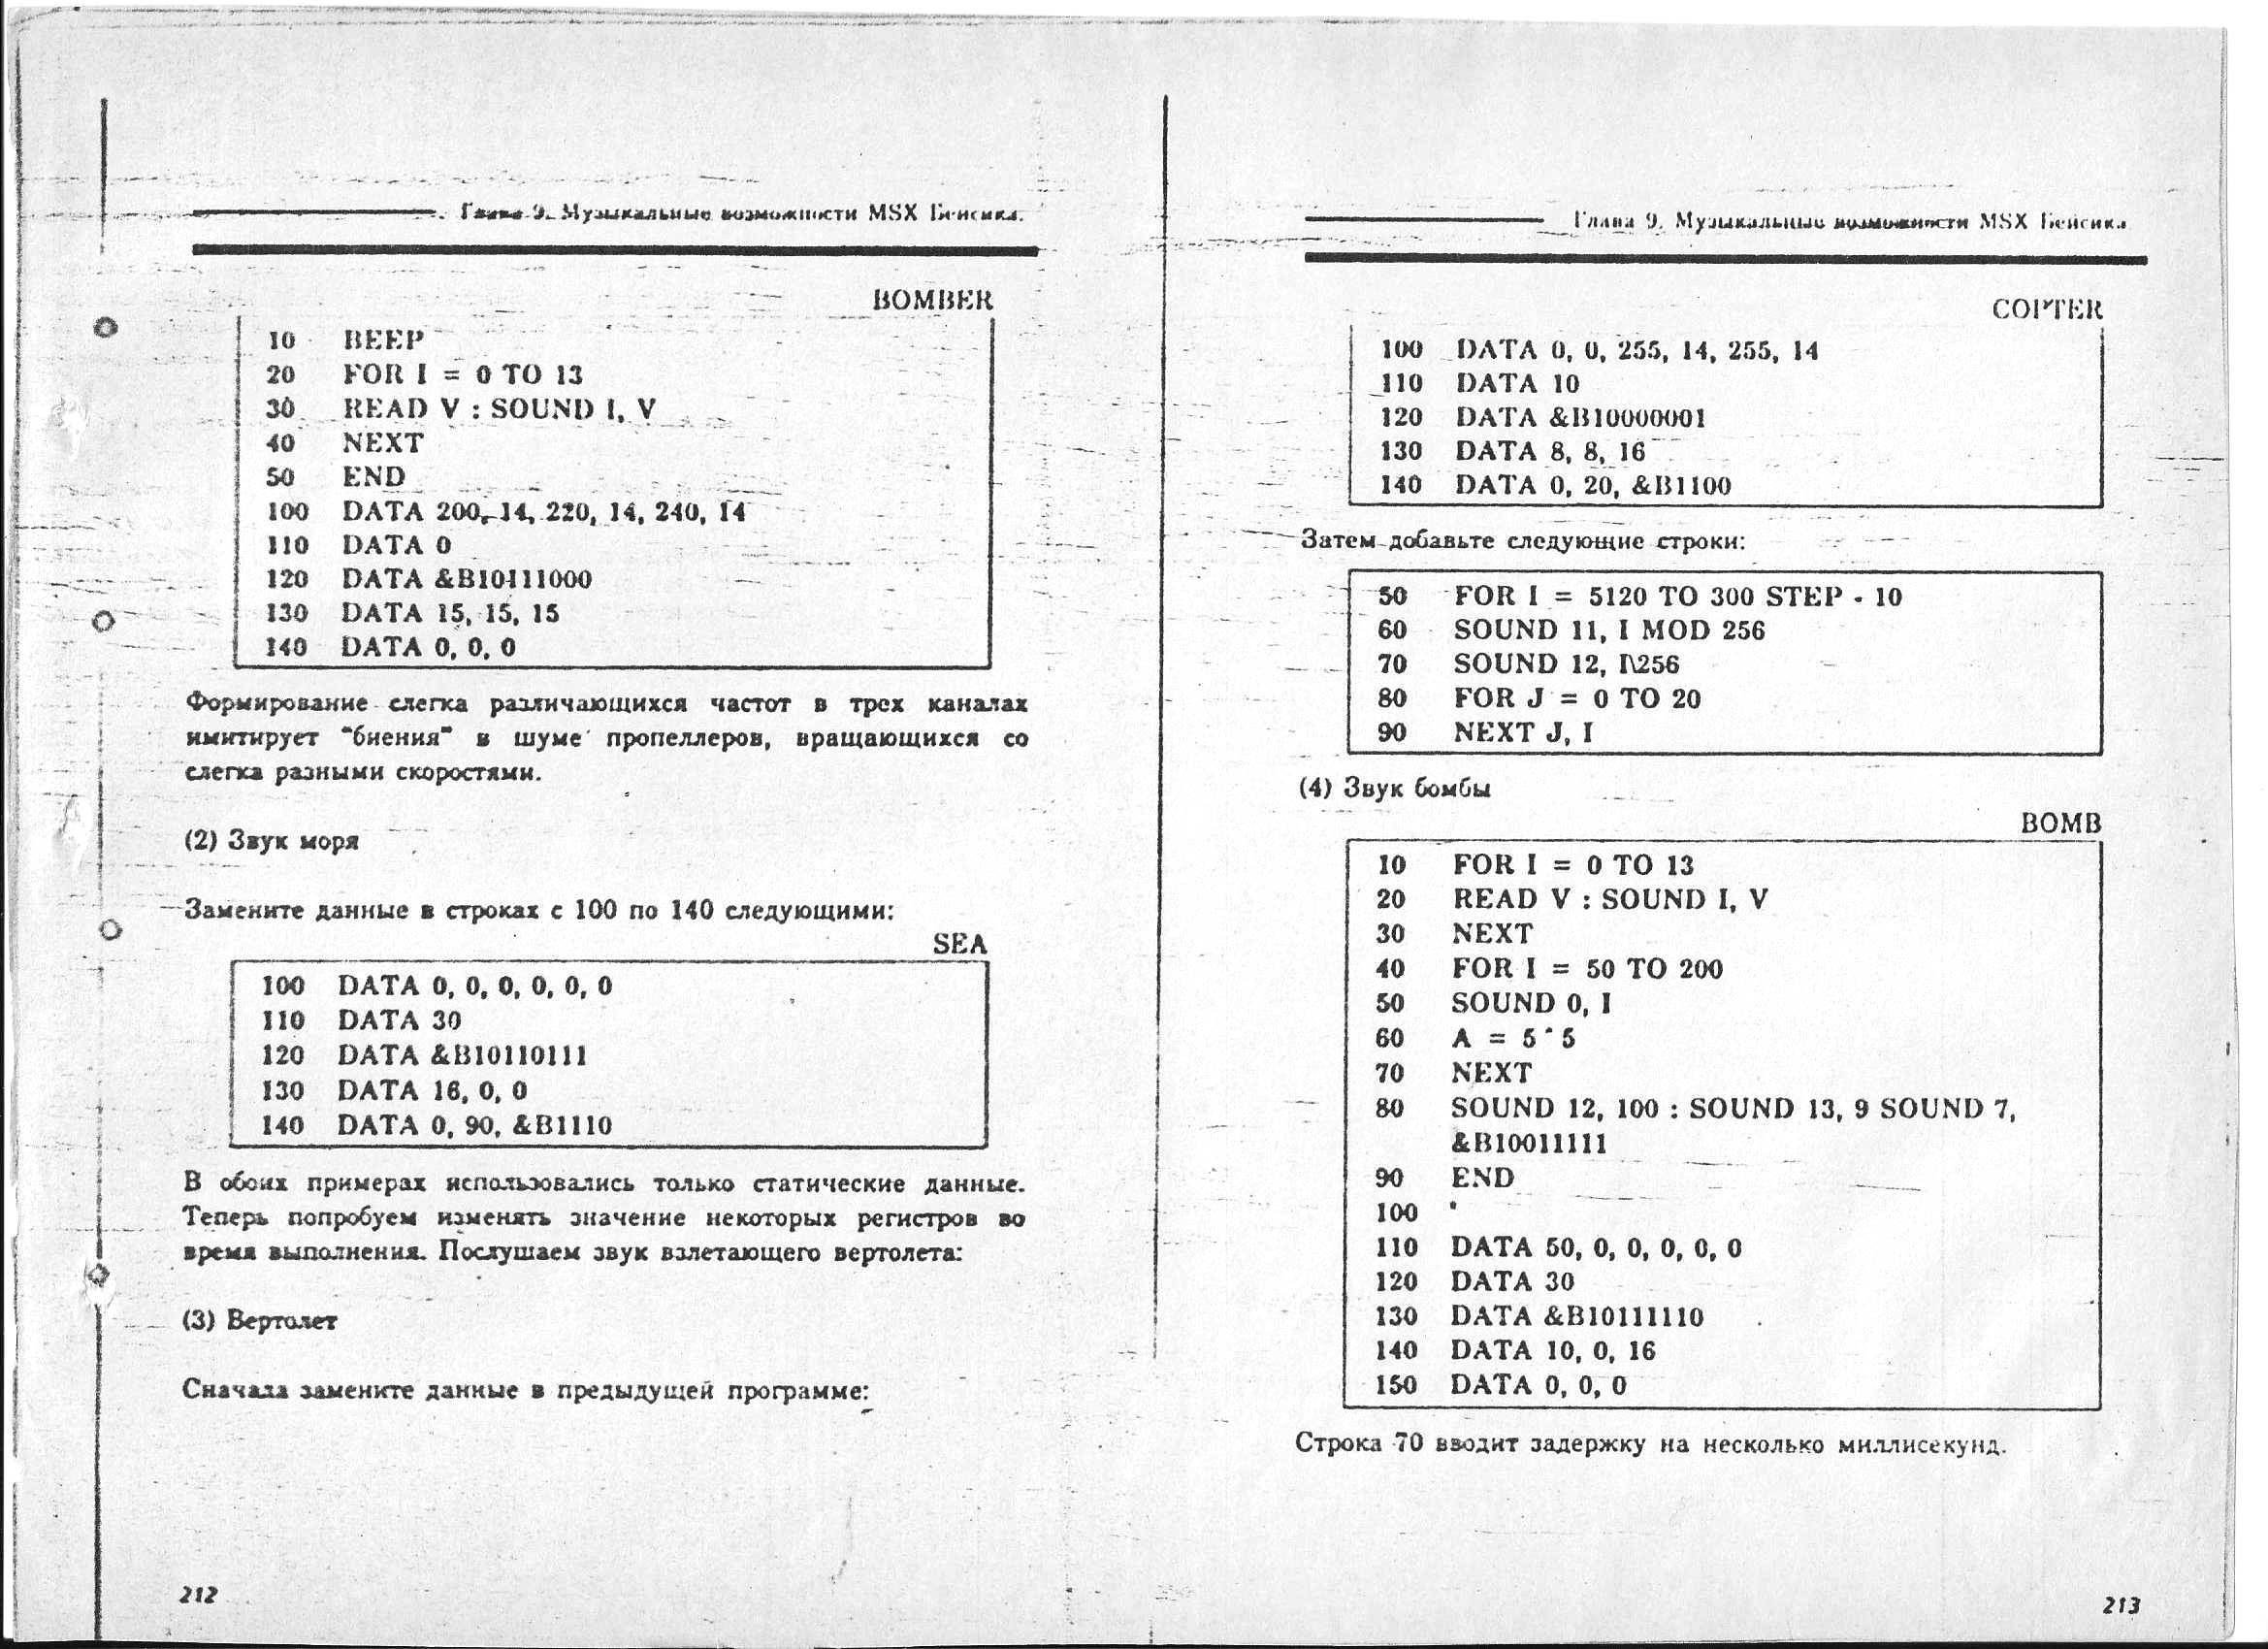 Глава 9. Музыкальные возможности MSX Бейсика.
BOMBER
10 BEEP
20 FOR I = 0 TO 13
30 READ V : SOUND I, V
40 NEXT
50 END
100 DATA 200, 14, 220, 14, 240, 14
110 DATA 0
120 DATA &B10111000
130 DATA 15, 15, 15
140 DATA 0, 0, 0
Формирование слегка различающихся частот в трех каналах
имитирует "биения" в шуме пропеллеров, вращающихся со
слегка разными скоростями.
(2) Звук моря
Замените данные в строках с 100 по 140 следующими:
SEA
100 DATA 0, 0, 0, 0, 0, 0
110 DATA 30
120 DATA &B10110111
130 DATA 16, 0, 0
140 DATA 0, 90, &B1110
В обоих примерах использовались только статические данные.
Теперь попробуем изменять значение некоторых регистров во
время выполнения. Послушаем звук взлетающего вертолета:
(3) Вертолет
Сначала замените данные в предыдущей программе:
212
Глава 9. Музыкальные возможности MSX Бейсика
COPTER
100 DATA 0, 0, 255, 14, 255, 14
110 DATA 10
120 DATA &B10000001
130 DATA 8, 8, 16
140 DATA 0, 20, &B1100
Затем добавьте следующие строки:
50 FOR I = 5120 TO 300 STEP - 10
60 SOUND 11, I MOD 256
70 SOUND 12, I\256
80 FOR J = 0 TO 20
90 NEXT J, I
(4) Звук бомбы
BOMB
10 FOR I = 0 TO 13
20 READ V : SOUND I, V
30 NEXT
40 FOR I = 50 TO 200
50 SOUND 0, I
60 A = 5 ^ 5
70 NEXT
80 SOUND 12, 100 : SOUND 13, 9 SOUND 7,
&B10011111
90 END
100 '
110 DATA 50, 0, 0, 0, 0, 0
120 DATA 30
130 DATA &B10111110
140 DATA 10, 0, 16
150 DATA 0, 0, 0
Строка 70 вводит задержку на несколько миллисекунд.
213